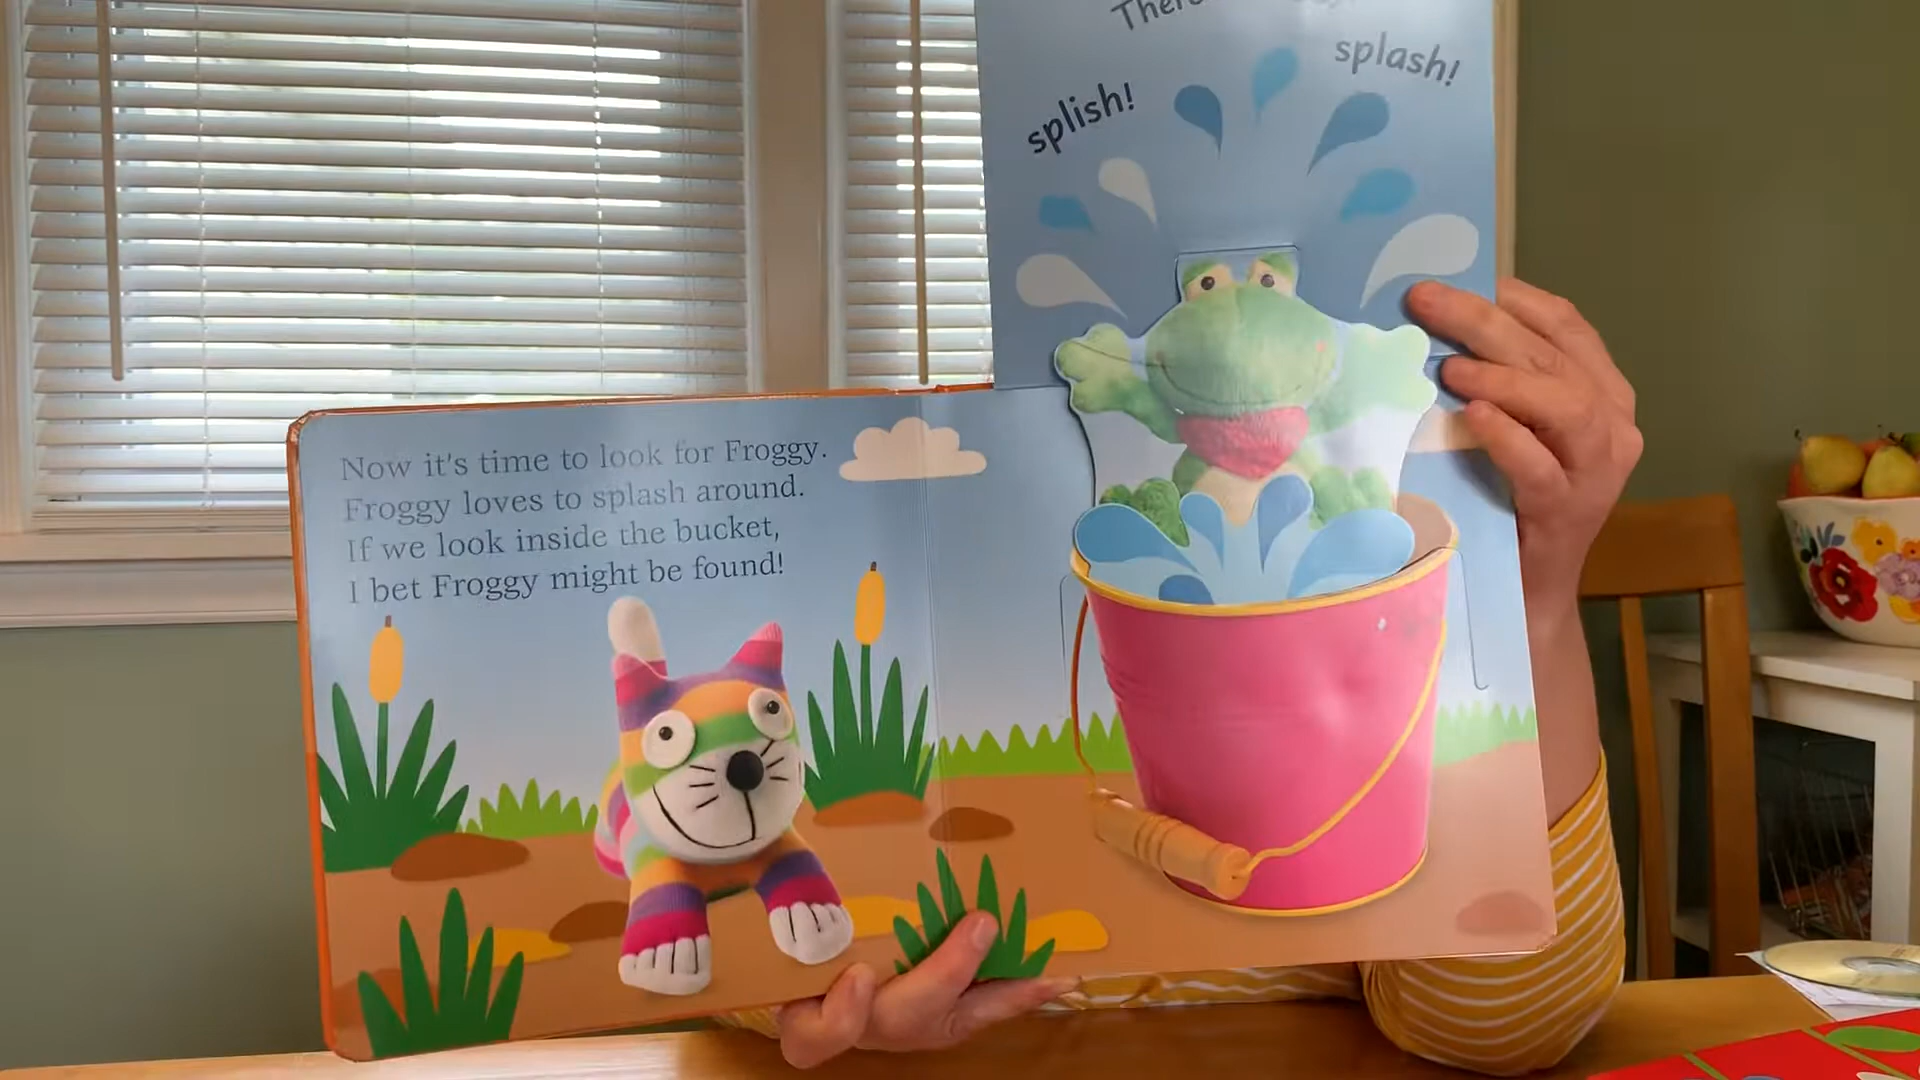 Now it's time to look for Froggy.
Froggy loves to splash around.
If we look inside the bucket,
I bet Froggy might be found!
splish!
splash!